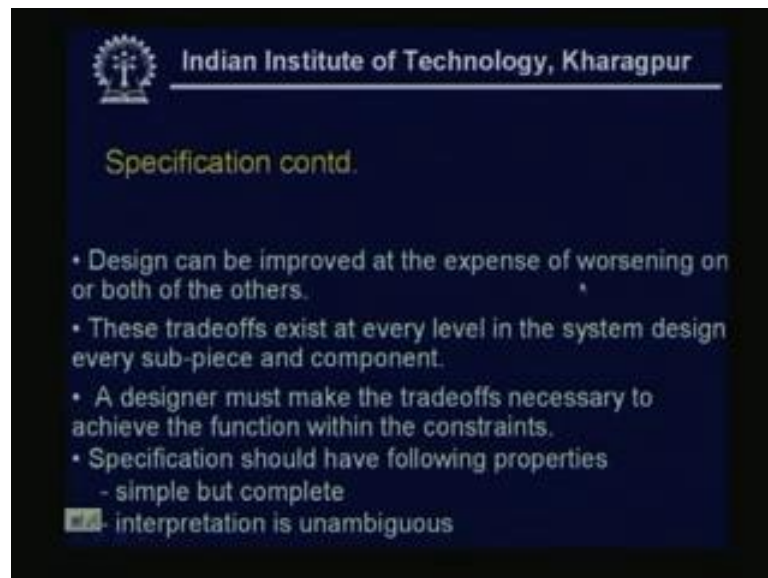 Indian Institute of Technology, Kharagpur
Specification contd.
• Design can be improved at the expense of worsening on
or both of the others.
• These tradeoffs exist at every level in the system design
every sub-piece and component.
• A designer must make the tradeoffs necessary to
achieve the function within the constraints.
• Specification should have following properties
- simple but complete
- interpretation is unambiguous